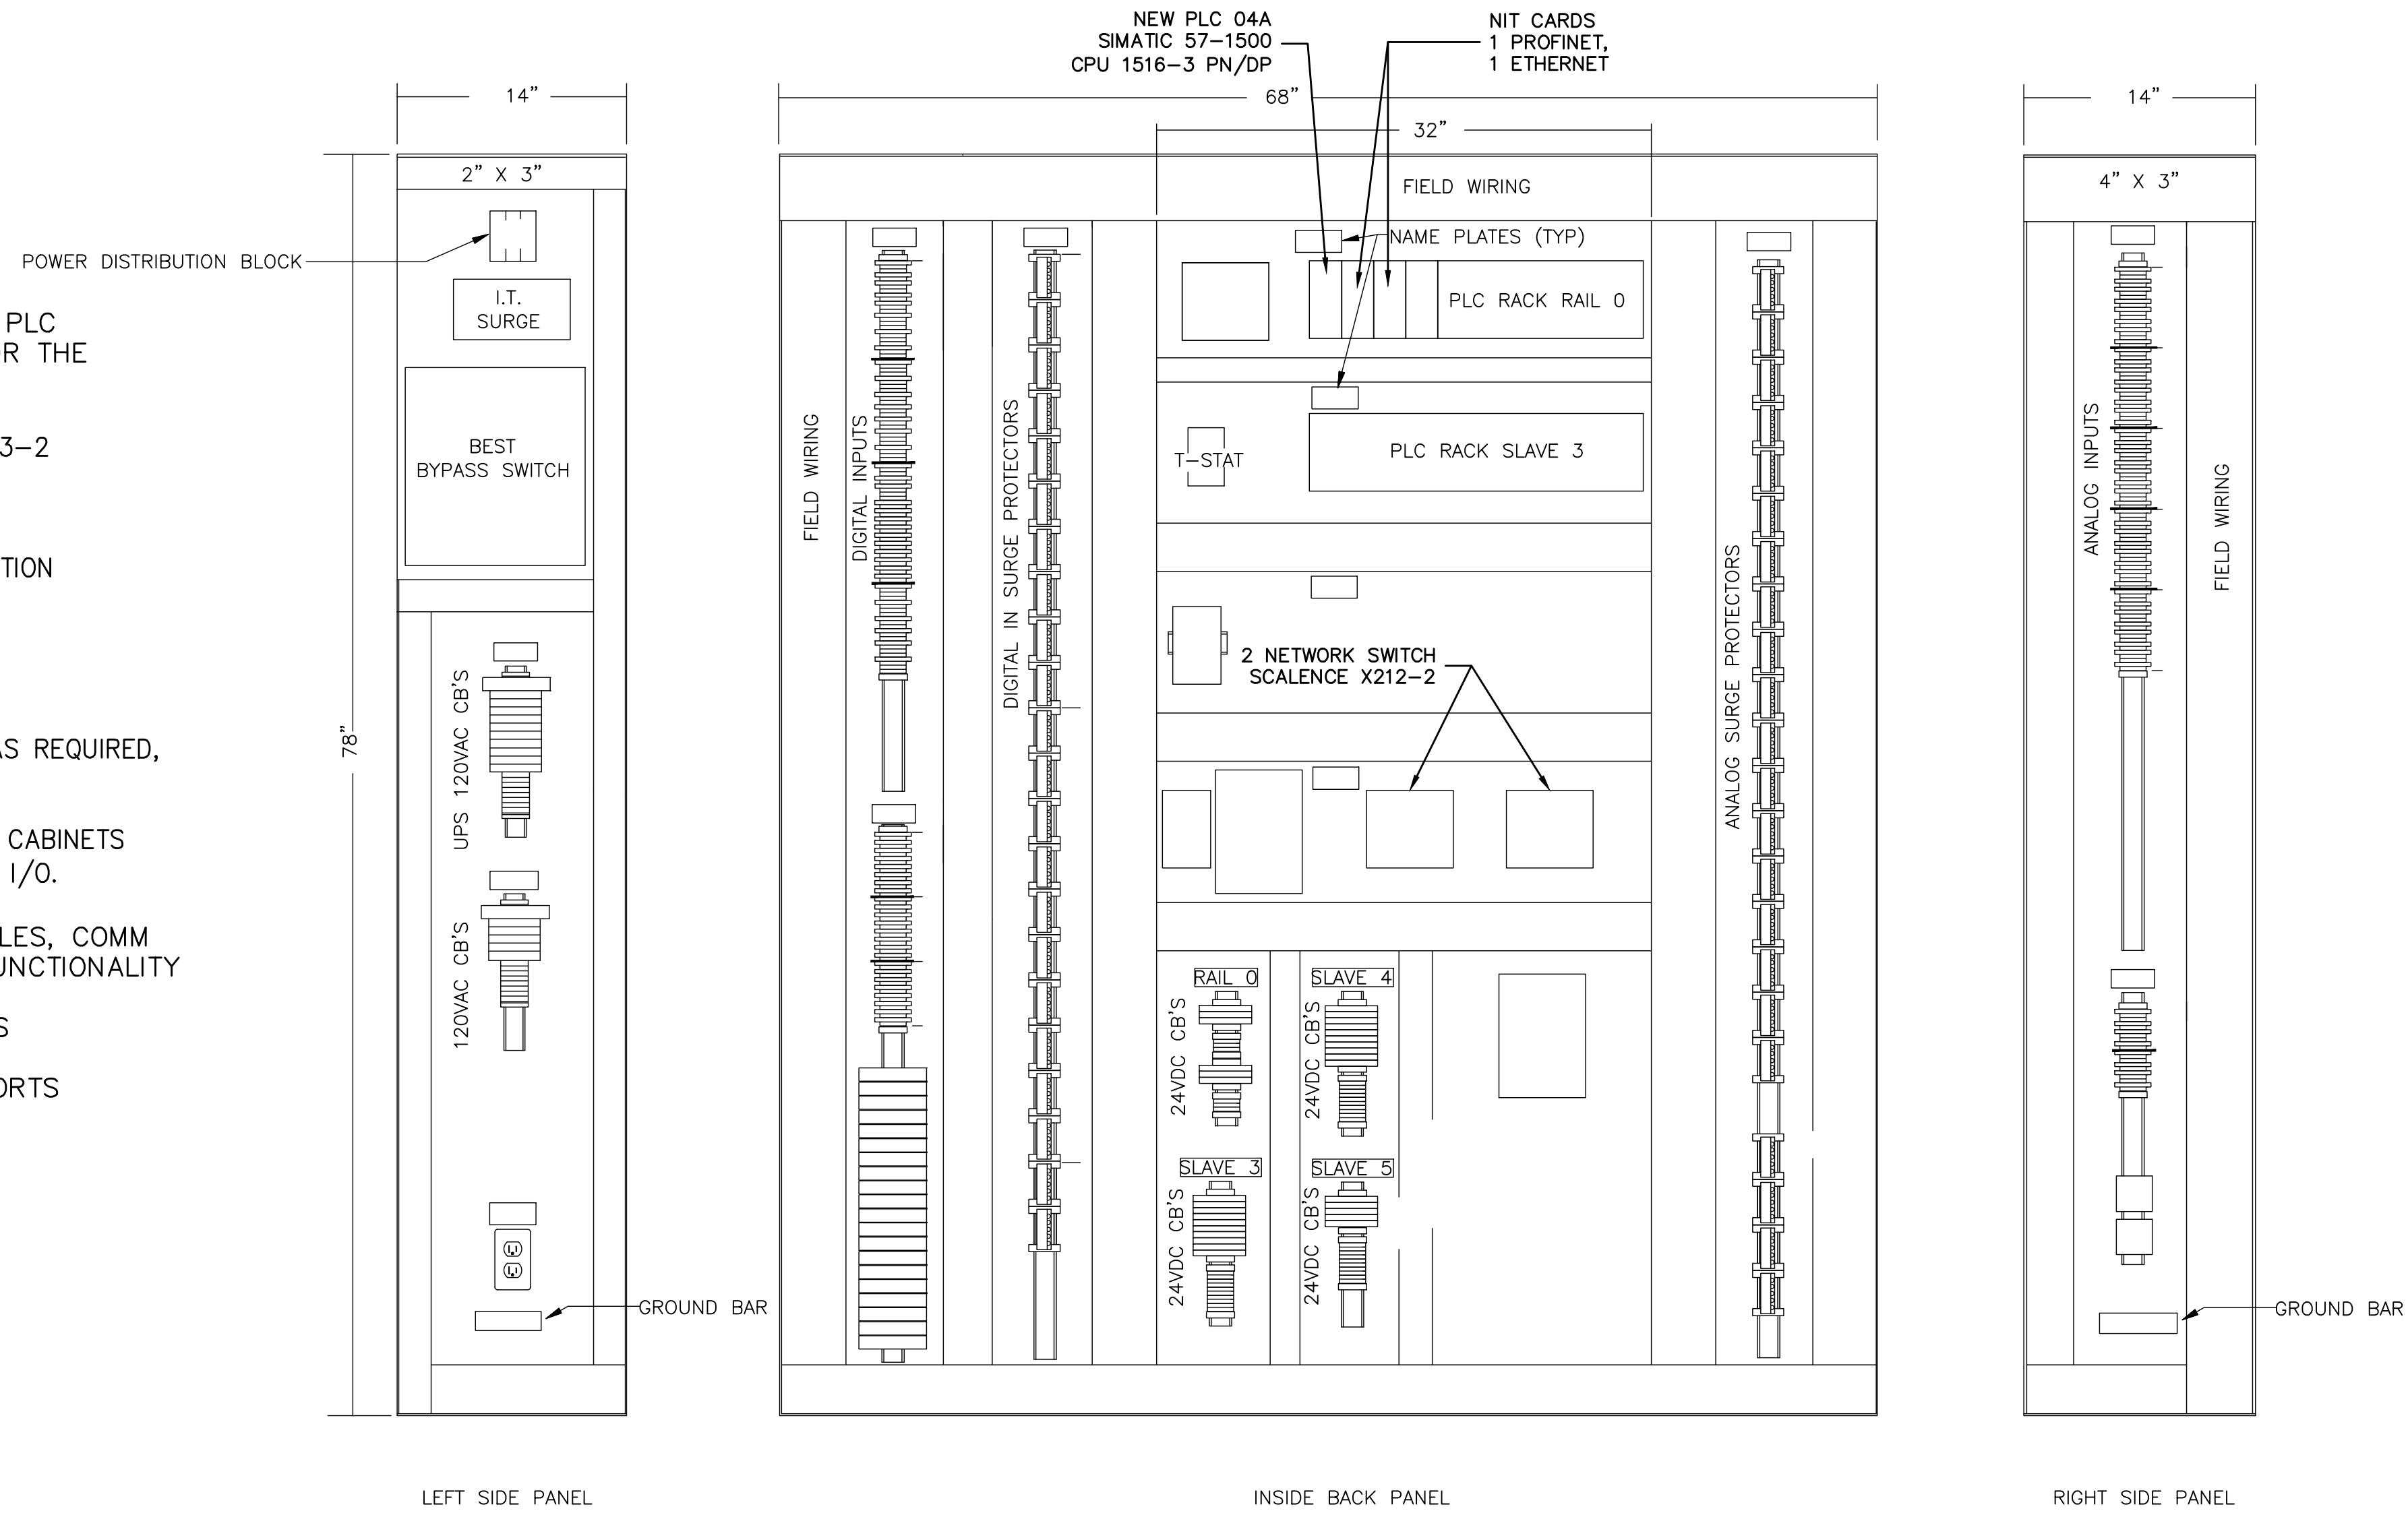 PLC
OR THE
3-2
TION
AS REQUIRED,
CABINETS
I/O.
LES, COMM
UNCTIONALITY
S
ORTS
14"
2" X 3"
POWER DISTRIBUTION BLOCK
I.T.
SURGE
BEST
BYPASS SWITCH
78"
UPS 120VAC CB'S
120VAC CB'S
GROUND BAR
LEFT SIDE PANEL
NEW PLC 04A
SIMATIC 57-1500
CPU 1516-3 PN/DP
NIT CARDS
1 PROFINET,
1 ETHERNET
68"
32"
FIELD WIRING
NAME PLATES (TYP)
PLC RACK RAIL 0
FIELD WIRING
DIGITAL INPUTS
DIGITAL IN SURGE PROTECTORS
T-STAT
PLC RACK SLAVE 3
2 NETWORK SWITCH
SCALENCE X212-2
ANALOG SURGE PROTECTORS
RAIL 0
24VDC CB'S
SLAVE 4
24VDC CB'S
SLAVE 3
24VDC CB'S
SLAVE 5
24VDC CB'S
INSIDE BACK PANEL
14"
4" X 3"
ANALOG INPUTS
FIELD WIRING
GROUND BAR
RIGHT SIDE PANEL